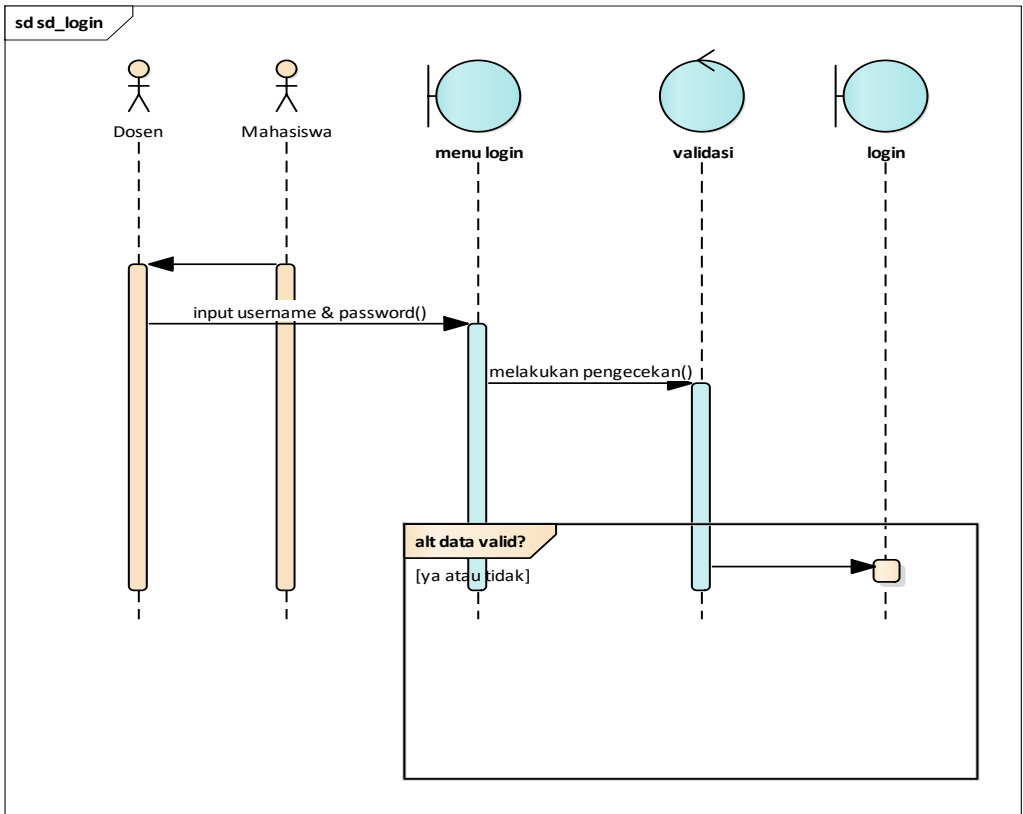 sd sd_login
Dosen
Mahasiswa
menu login
validasi
login
input username & password()
melakukan pengecekan()
alt data valid?
[ya atau tidak]